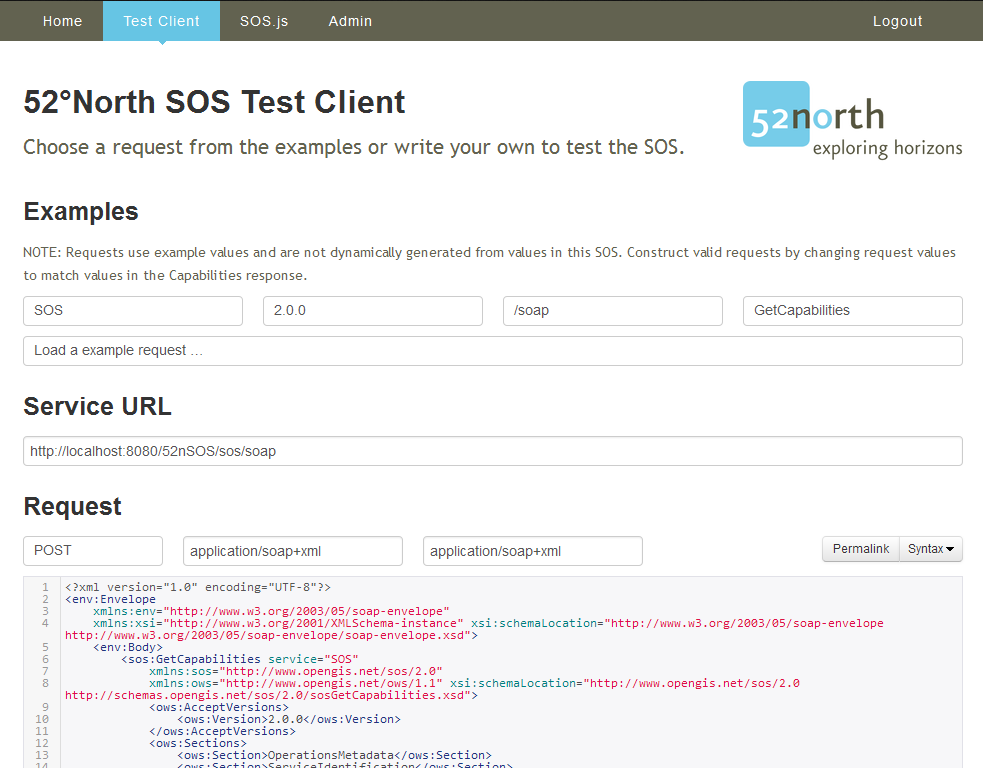 Home Test Client SOS.js Admin Logout
52°North SOS Test Client
Choose a request from the examples or write your own to test the SOS.
52north
exploring horizons
Examples
NOTE: Requests use example values and are not dynamically generated from values in this SOS. Construct valid requests by changing request values
to match values in the Capabilities response.
SOS 2.0.0 /soap GetCapabilities
Load a example request ...
Service URL
http://localhost:8080/52nSOS/sos/soap
Request
POST application/soap+xml application/soap+xml Permalink Syntax
1 <?xml version="1.0" encoding="UTF-8"?>
2 <env:Envelope
3 xmlns:env="http://www.w3.org/2003/05/soap-envelope"
4 xmlns:xsi="http://www.w3.org/2001/XMLSchema-instance" xsi:schemaLocation="http://www.w3.org/2003/05/soap-envelope
http://www.w3.org/2003/05/soap-envelope/soap-envelope.xsd">
5 <env:Body>
6 <sos:GetCapabilities service="SOS"
7 xmlns:sos="http://www.opengis.net/sos/2.0"
8 xmlns:ows="http://www.opengis.net/ows/1.1" xsi:schemaLocation="http://www.opengis.net/sos/2.0
http://schemas.opengis.net/sos/2.0/sosGetCapabilities.xsd">
9 <ows:AcceptVersions>
10 <ows:Version>2.0.0</ows:Version>
11 </ows:AcceptVersions>
12 <ows:Sections>
13 <ows:Section>OperationsMetadata</ows:Section>
14 <ows:Section>ServiceIdentification</ows:Section>